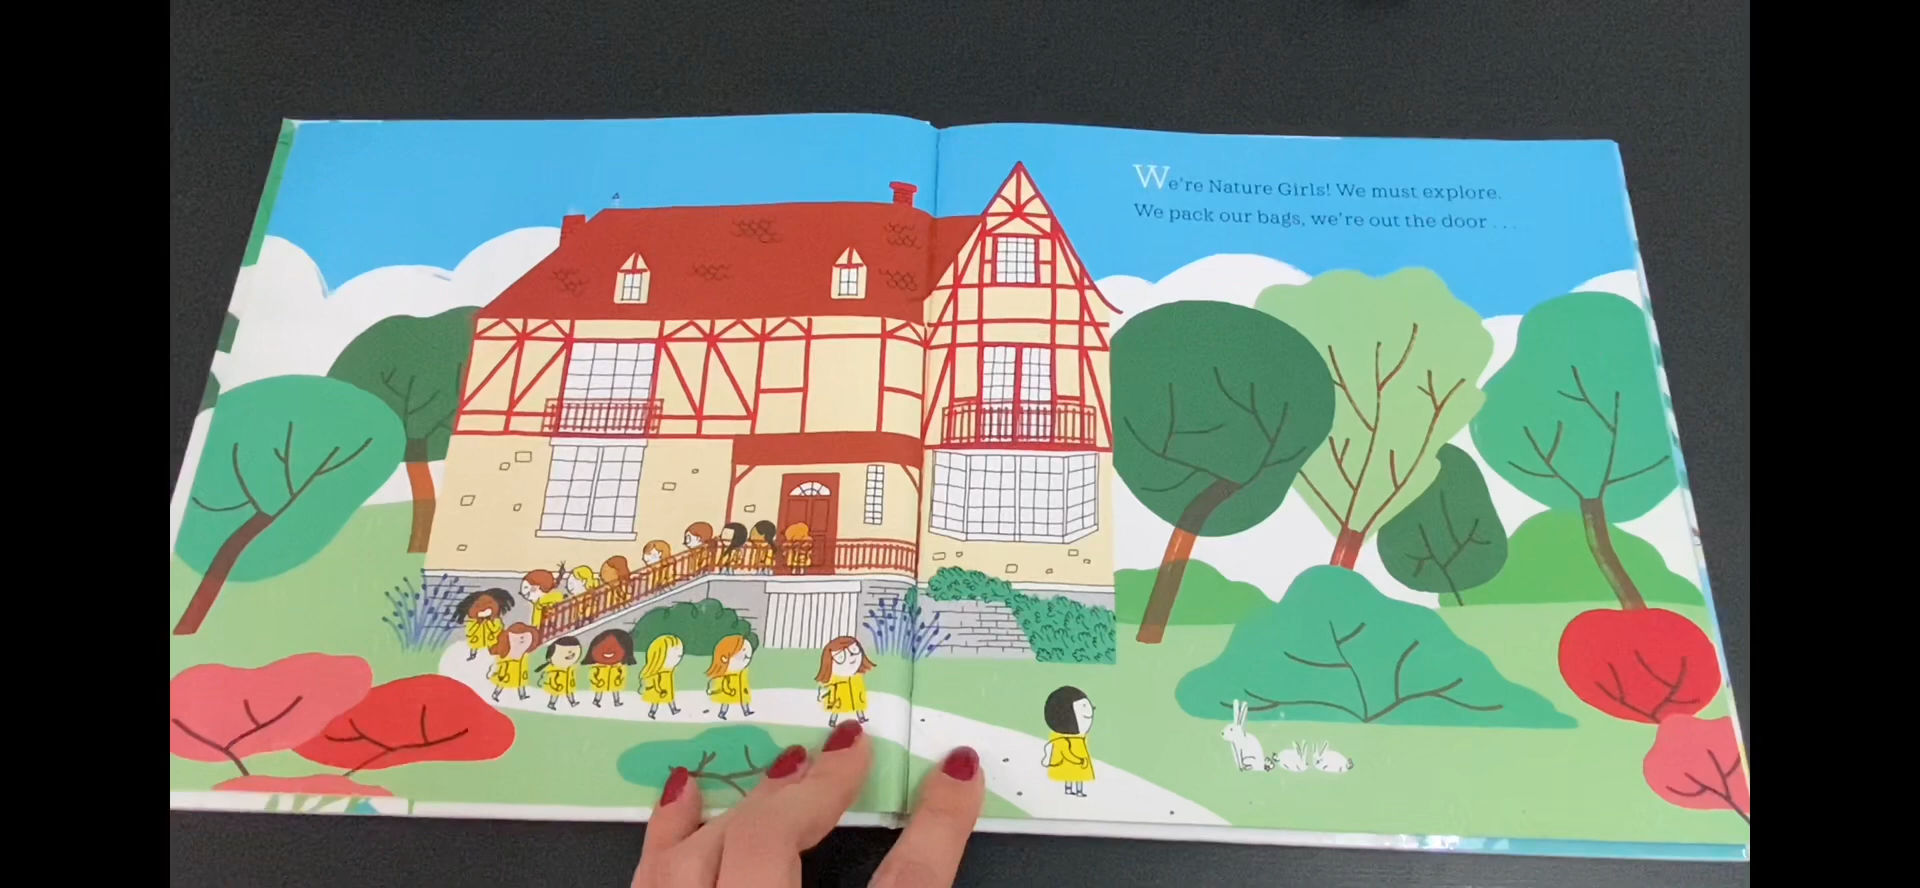 We're Nature Girls! We must explore.
We pack our bags, we're out the door . . .